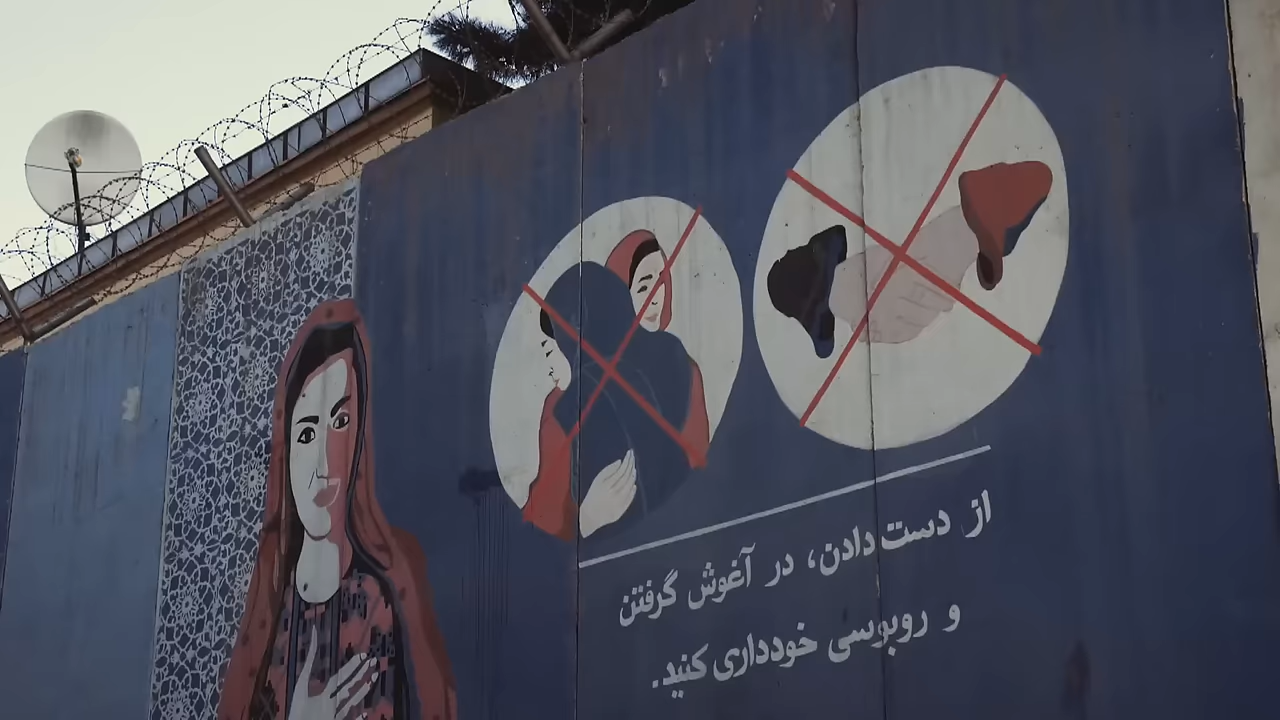 از دست دادن، در آغوش گرفتن
و روبوسی خودداری کنید.